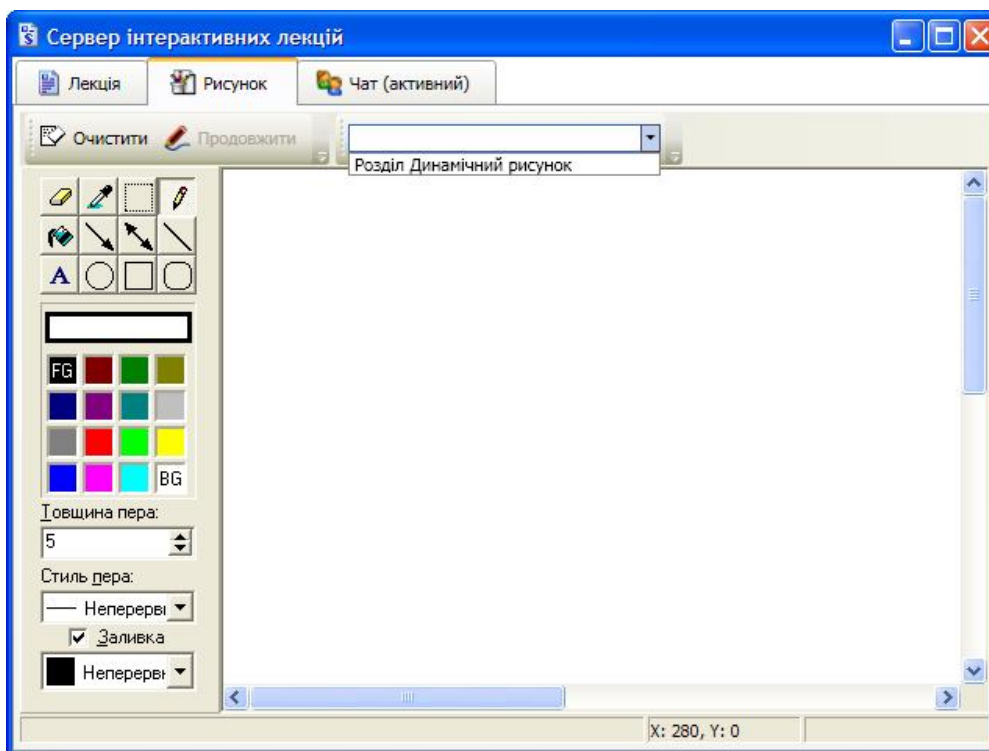 Сервер інтерактивних лекцій
Лекція Рисунок Чат (активний)
Очистити Продовжити
Розділ Динамічний рисунок
A
FG
BG
Товщина пера:
5
Стиль пера:
Неперерві
Заливка
Неперервн
X: 280, Y: 0